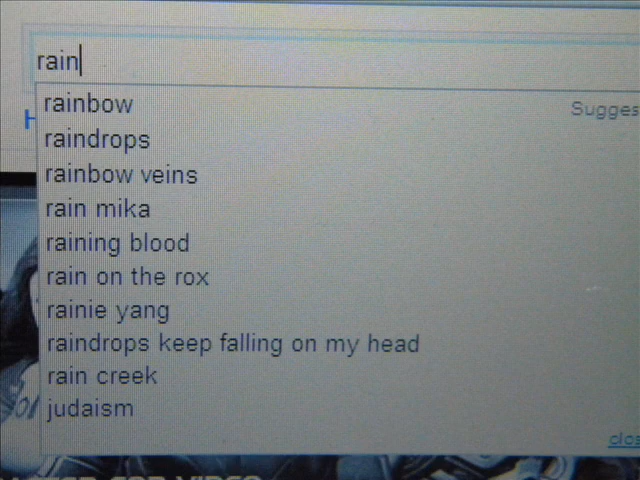 rain
rainbow
raindrops
rainbow veins
rain mika
raining blood
rain on the rox
rainie yang
raindrops keep falling on my head
rain creek
judaism